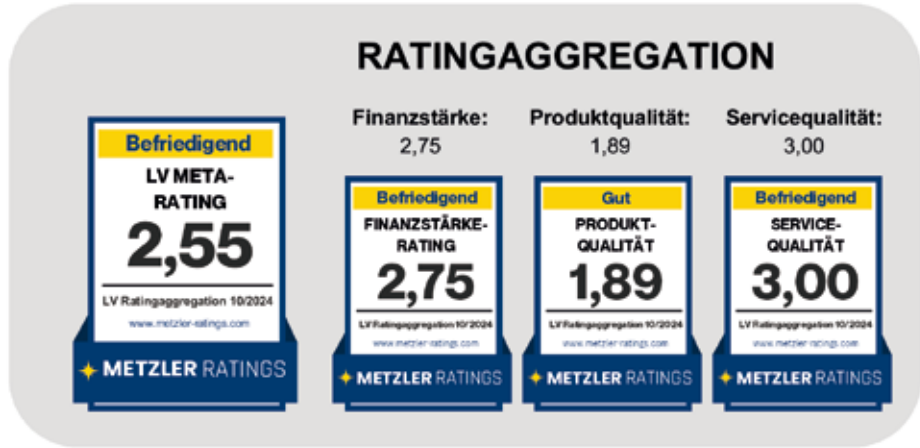 RATINGAGGREGATION
Befriedigend
LV META-
RATING
2,55
LV Ratingaggregation 10/2024
www.metzler-ratings.com
METZLER RATINGS
Finanzstärke:
2,75
Befriedigend
FINANZSTÄRKE-
RATING
2,75
LV Ratingaggregation 10/2024
www.metzler-ratings.com
METZLER RATINGS
Produktqualität:
1,89
Gut
PRODUKT-
QUALITÄT
1,89
LV Ratingaggregation 10/2024
www.metzler-ratings.com
METZLER RATINGS
Servicequalität:
3,00
Befriedigend
SERVICE-
QUALITÄT
3,00
LV Ratingaggregation 10/2024
www.metzler-ratings.com
METZLER RATINGS